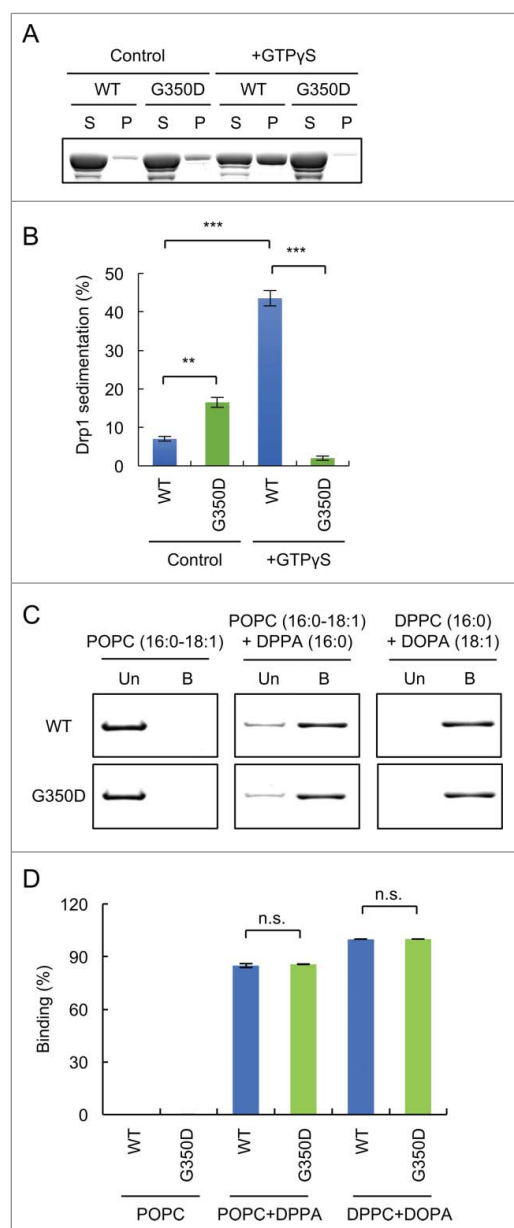 A
Control +GTPγS
WT G350D WT G350D
S P S P S P S P
B
***
***
**
50
40
30
20
10
0
Drp1 sedimentation (%)
WT G350D WT G350D
Control +GTPγS
C
POPC (16:0-18:1) POPC (16:0-18:1) DPPC (16:0)
+ DPPA (16:0) + DOPA (18:1)
Un B Un B Un B
WT
G350D
D
n.s.
n.s.
120
90
60
30
0
Binding (%)
WT G350D WT G350D WT G350D
POPC POPC+DPPA DPPC+DOPA